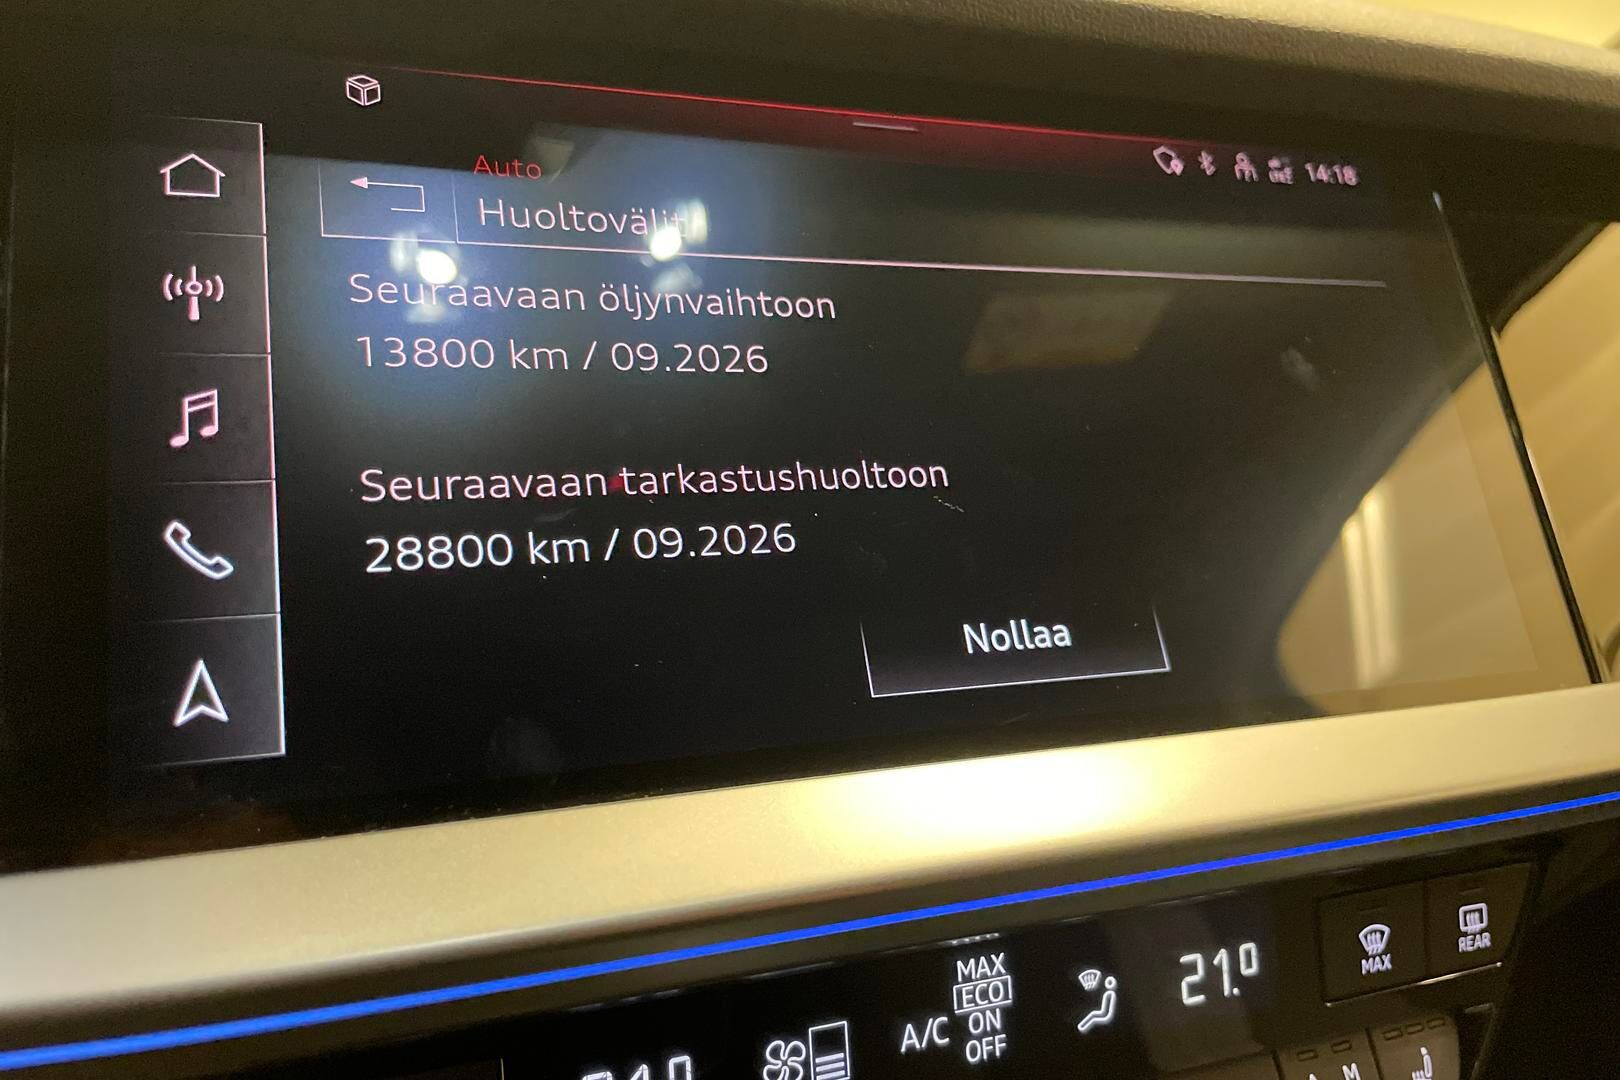 Auto
14:18
Huoltovälit
Seuraavaan öljynvaihtoon
13800 km / 09.2026
Seuraavaan tarkastushuoltoon
28800 km / 09.2026
Nollaa
MAX
ECO
A/C ON
OFF
21.0
MAX
REAR